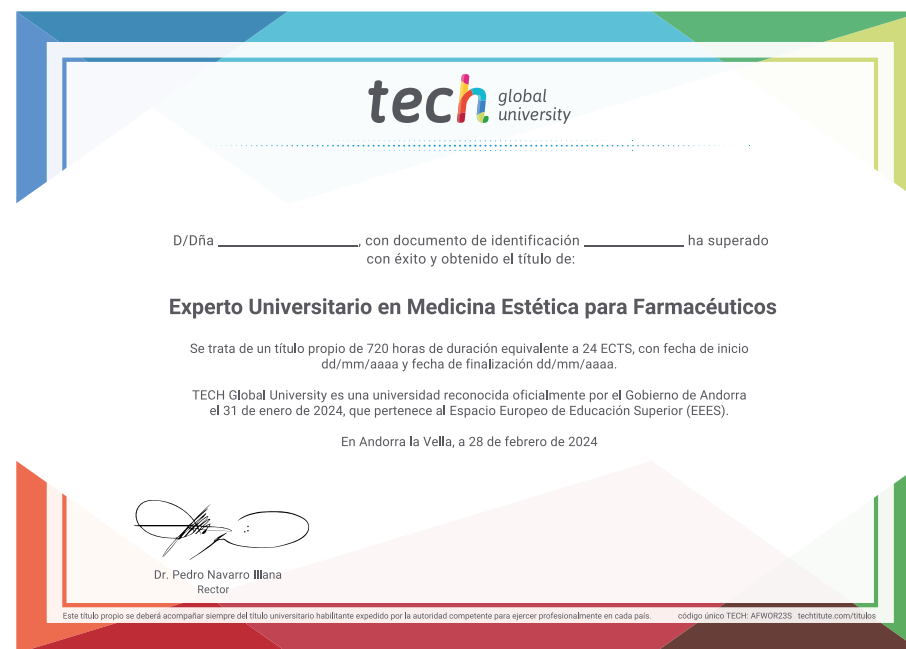 tech global university
D/Dña ____________________, con documento de identificación ______________ ha superado
con éxito y obtenido el título de:
Experto Universitario en Medicina Estética para Farmacéuticos
Se trata de un título propio de 720 horas de duración equivalente a 24 ECTS, con fecha de inicio
dd/mm/aaaa y fecha de finalización dd/mm/aaaa.
TECH Global University es una universidad reconocida oficialmente por el Gobierno de Andorra
el 31 de enero de 2024, que pertenece al Espacio Europeo de Educación Superior (EEES).
En Andorra la Vella, a 28 de febrero de 2024
Dr. Pedro Navarro Illana
Rector
Este título propio se deberá acompañar siempre del título universitario habilitante expedido por la autoridad competente para ejercer profesionalmente en cada país. código único TECH: AFWOR23S techtitute.com/titulos